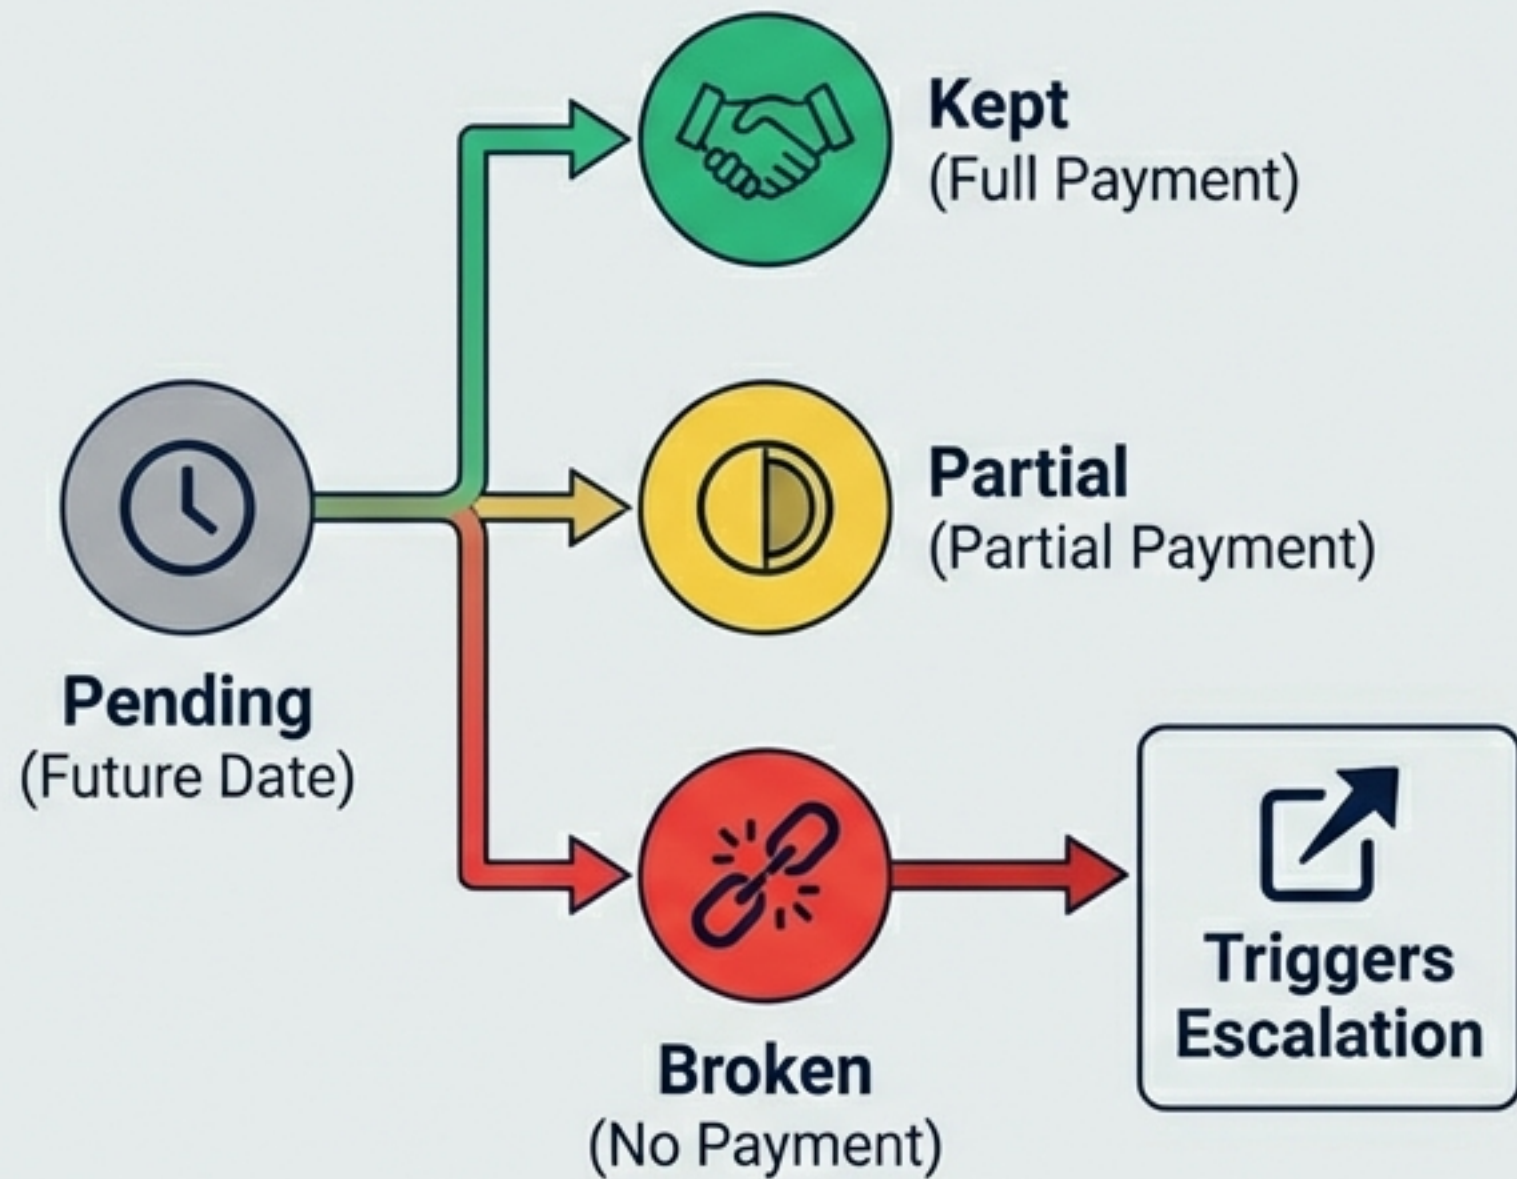 Kept
(Full Payment)
Partial
(Partial Payment)
Pending
(Future Date)
Triggers
Escalation
Broken
(No Payment)